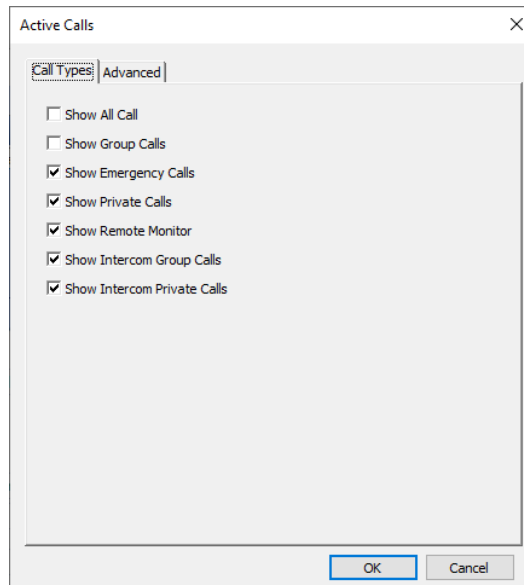 Active Calls
Call Types Advanced
Show All Call
Show Group Calls
Show Emergency Calls
Show Private Calls
Show Remote Monitor
Show Intercom Group Calls
Show Intercom Private Calls
OK Cancel